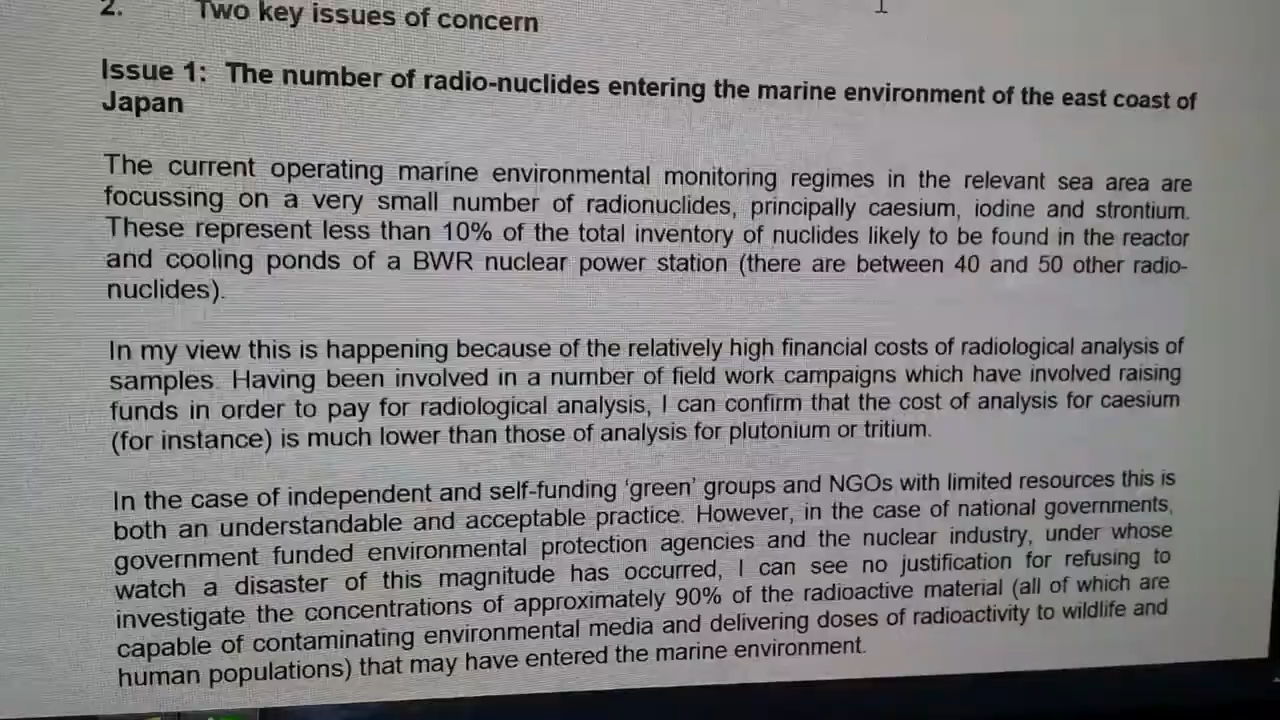 2. Two key issues of concern
Issue 1: The number of radio-nuclides entering the marine environment of the east coast of
Japan
The current operating marine environmental monitoring regimes in the relevant sea area are
focussing on a very small number of radionuclides, principally caesium, iodine and strontium.
These represent less than 10% of the total inventory of nuclides likely to be found in the reactor
and cooling ponds of a BWR nuclear power station (there are between 40 and 50 other radio-
nuclides).
In my view this is happening because of the relatively high financial costs of radiological analysis of
samples. Having been involved in a number of field work campaigns which have involved raising
funds in order to pay for radiological analysis, I can confirm that the cost of analysis for caesium
(for instance) is much lower than those of analysis for plutonium or tritium.
In the case of independent and self-funding 'green' groups and NGOs with limited resources this is
both an understandable and acceptable practice. However, in the case of national governments,
government funded environmental protection agencies and the nuclear industry, under whose
watch a disaster of this magnitude has occurred, I can see no justification for refusing to
investigate the concentrations of approximately 90% of the radioactive material (all of which are
capable of contaminating environmental media and delivering doses of radioactivity to wildlife and
human populations) that may have entered the marine environment.